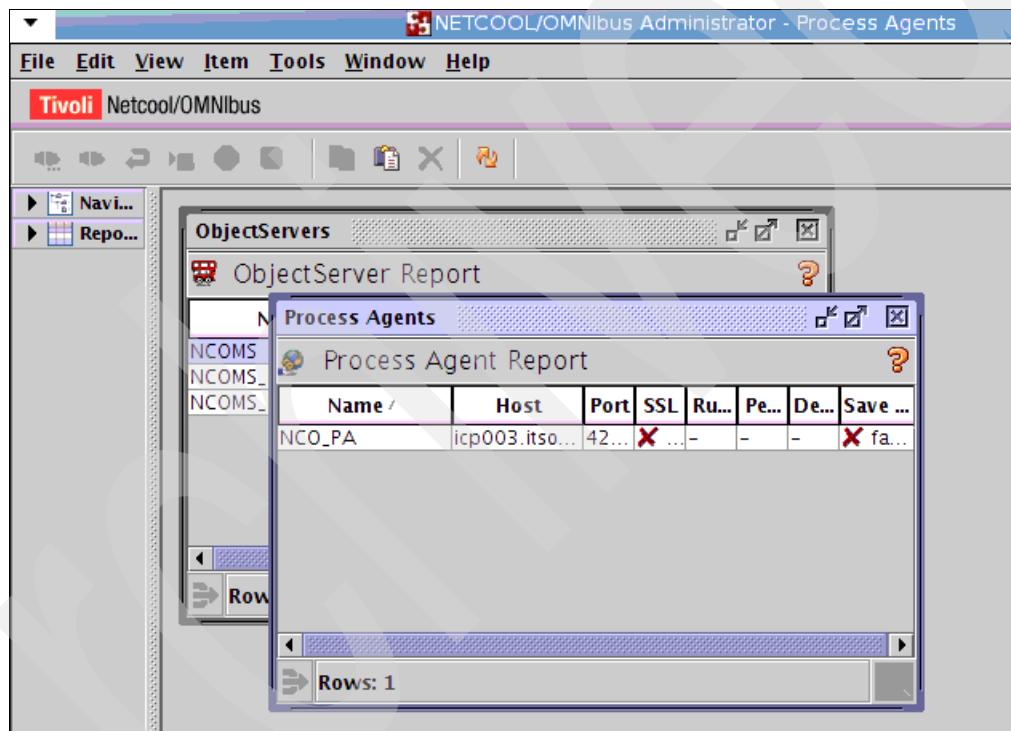 NETCOOL/OMNIbus Administrator - Process Agents
File Edit View Item Tools Window Help
Tivoli Netcool/OMNIbus
Navi...
Repo...
ObjectServers
ObjectServer Report
N
NCOMS
NCOMS_
NCOMS_
Row
Process Agents
Process Agent Report
Name Host Port SSL Ru... Pe... De... Save ...
NCO_PA icp003.itso... 42... ... - - - fa...
Rows: 1